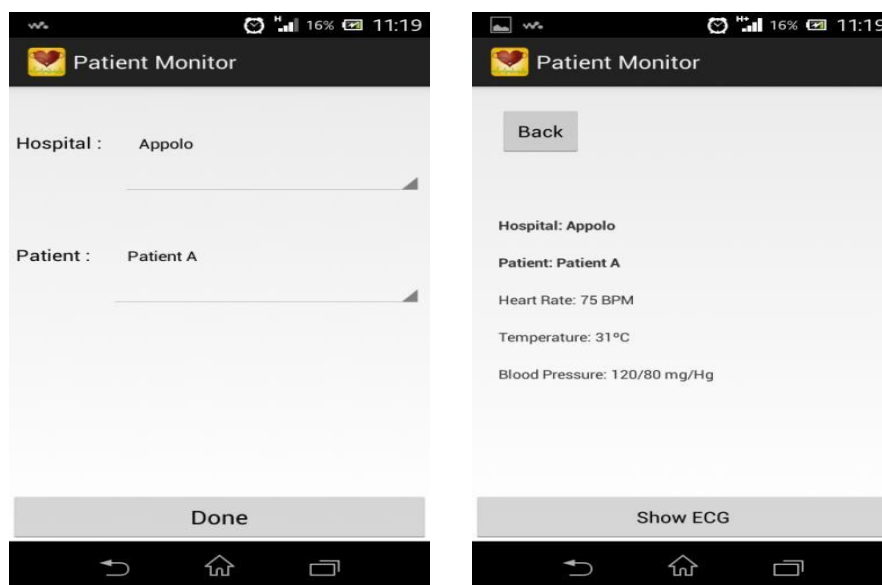 16% 11:19
Patient Monitor
Hospital : Appolo
Patient : Patient A
Done
H+ 16% 11:19
Patient Monitor
Back
Hospital: Appolo
Patient: Patient A
Heart Rate: 75 BPM
Temperature: 31ºC
Blood Pressure: 120/80 mg/Hg
Show ECG